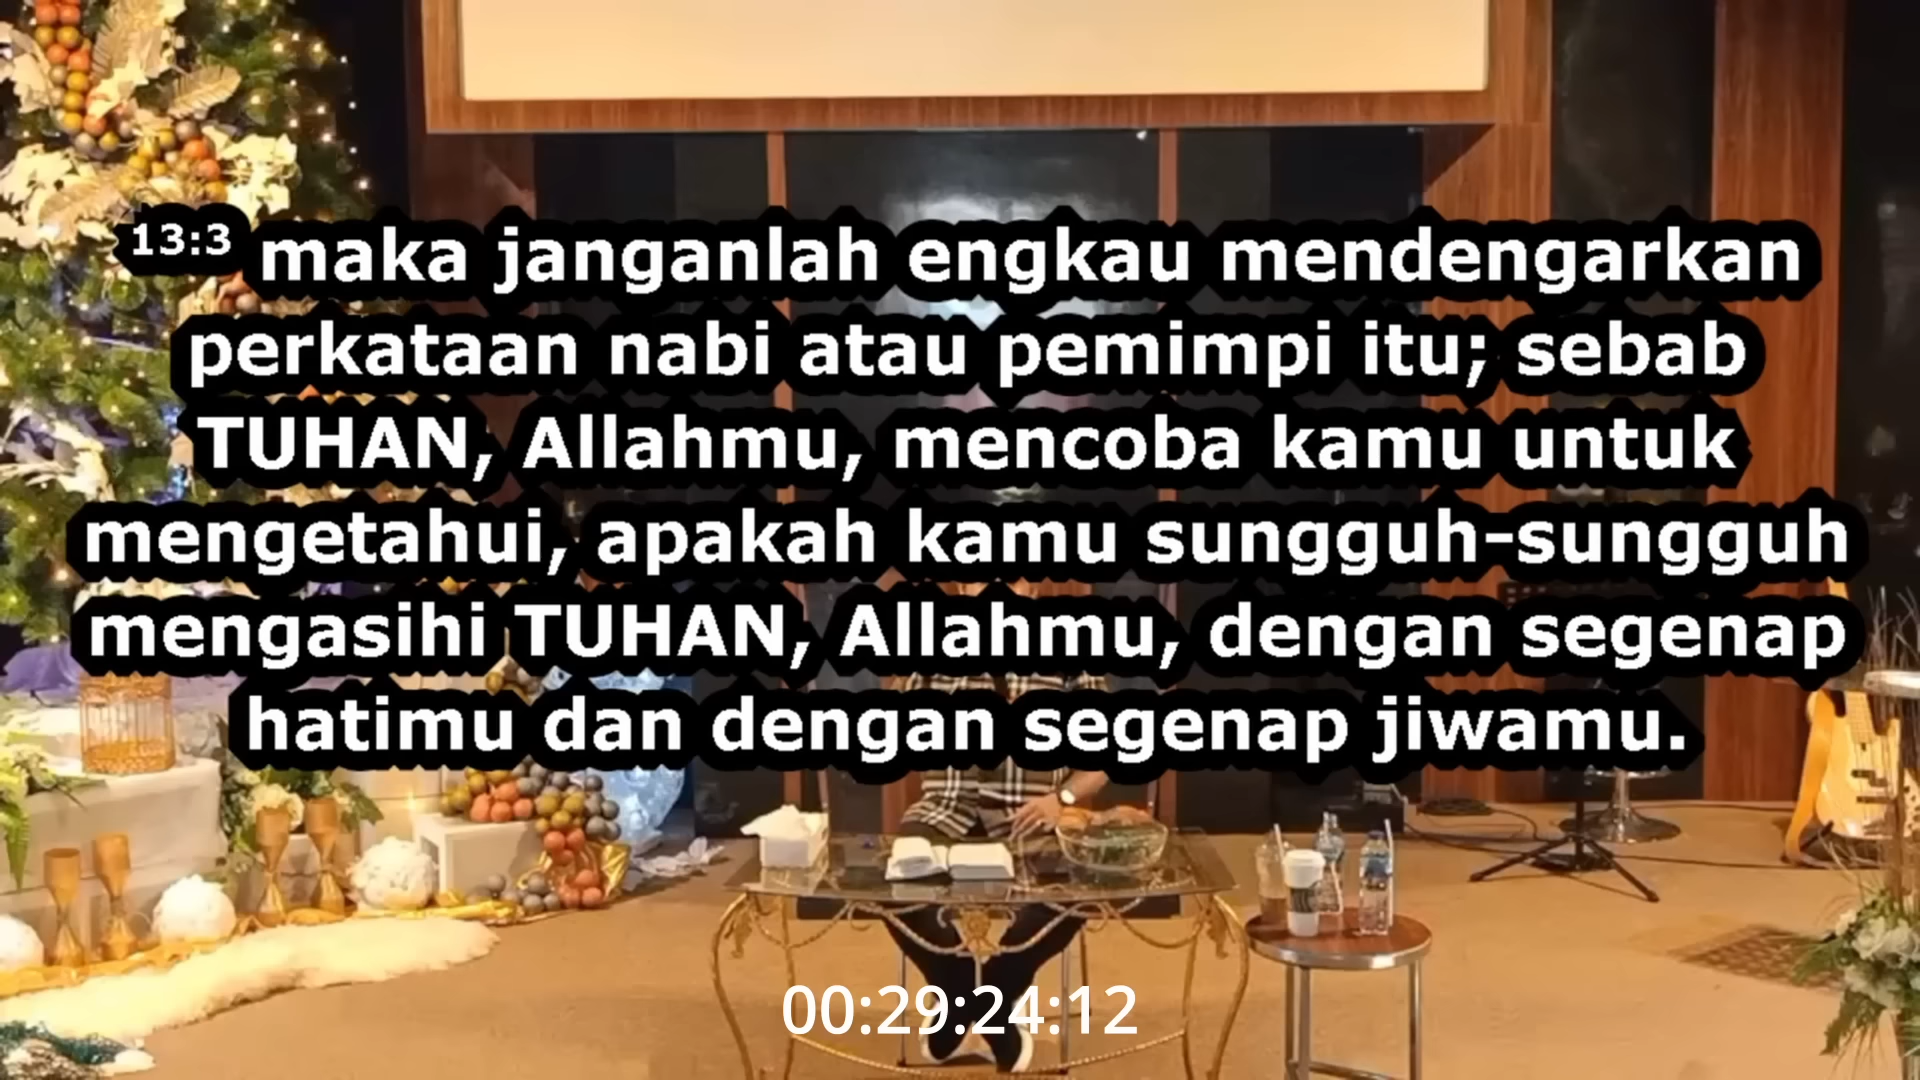 13:3 maka janganlah engkau mendengarkan
perkataan nabi atau pemimpi itu; sebab
TUHAN, Allahmu, mencoba kamu untuk
mengetahui, apakah kamu sungguh-sungguh
mengasihi TUHAN, Allahmu, dengan segenap
hatimu dan dengan segenap jiwamu.
00:29:24:12